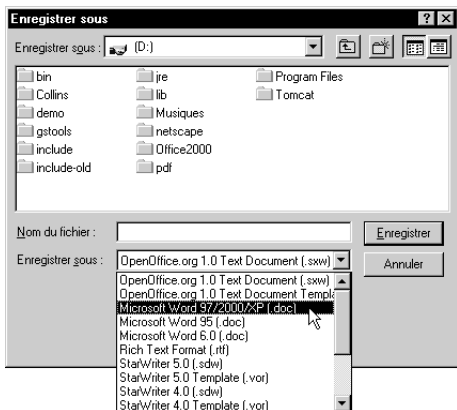 Enregistrer sous
Enregistrer sous : (D:)
bin
Collins
demo
gstools
include
include-old
jre
lib
Musiques
netscape
Office2000
pdf
Program Files
Tomcat
Nom du fichier :
Enregistrer
Enregistrer sous : OpenOffice.org 1.0 Text Document (.sxw)
Annuler
OpenOffice.org 1.0 Text Document (.sxw)
OpenOffice.org 1.0 Text Document Templa
Microsoft Word 97/2000/XP (.doc)
Microsoft Word 95 (.doc)
Microsoft Word 6.0 (.doc)
Rich Text Format (.rtf)
StarWriter 5.0 (.sdw)
StarWriter 5.0 Template (.vor)
StarWriter 4.0 (.sdw)
StarWriter 4.0 Template (.vor)